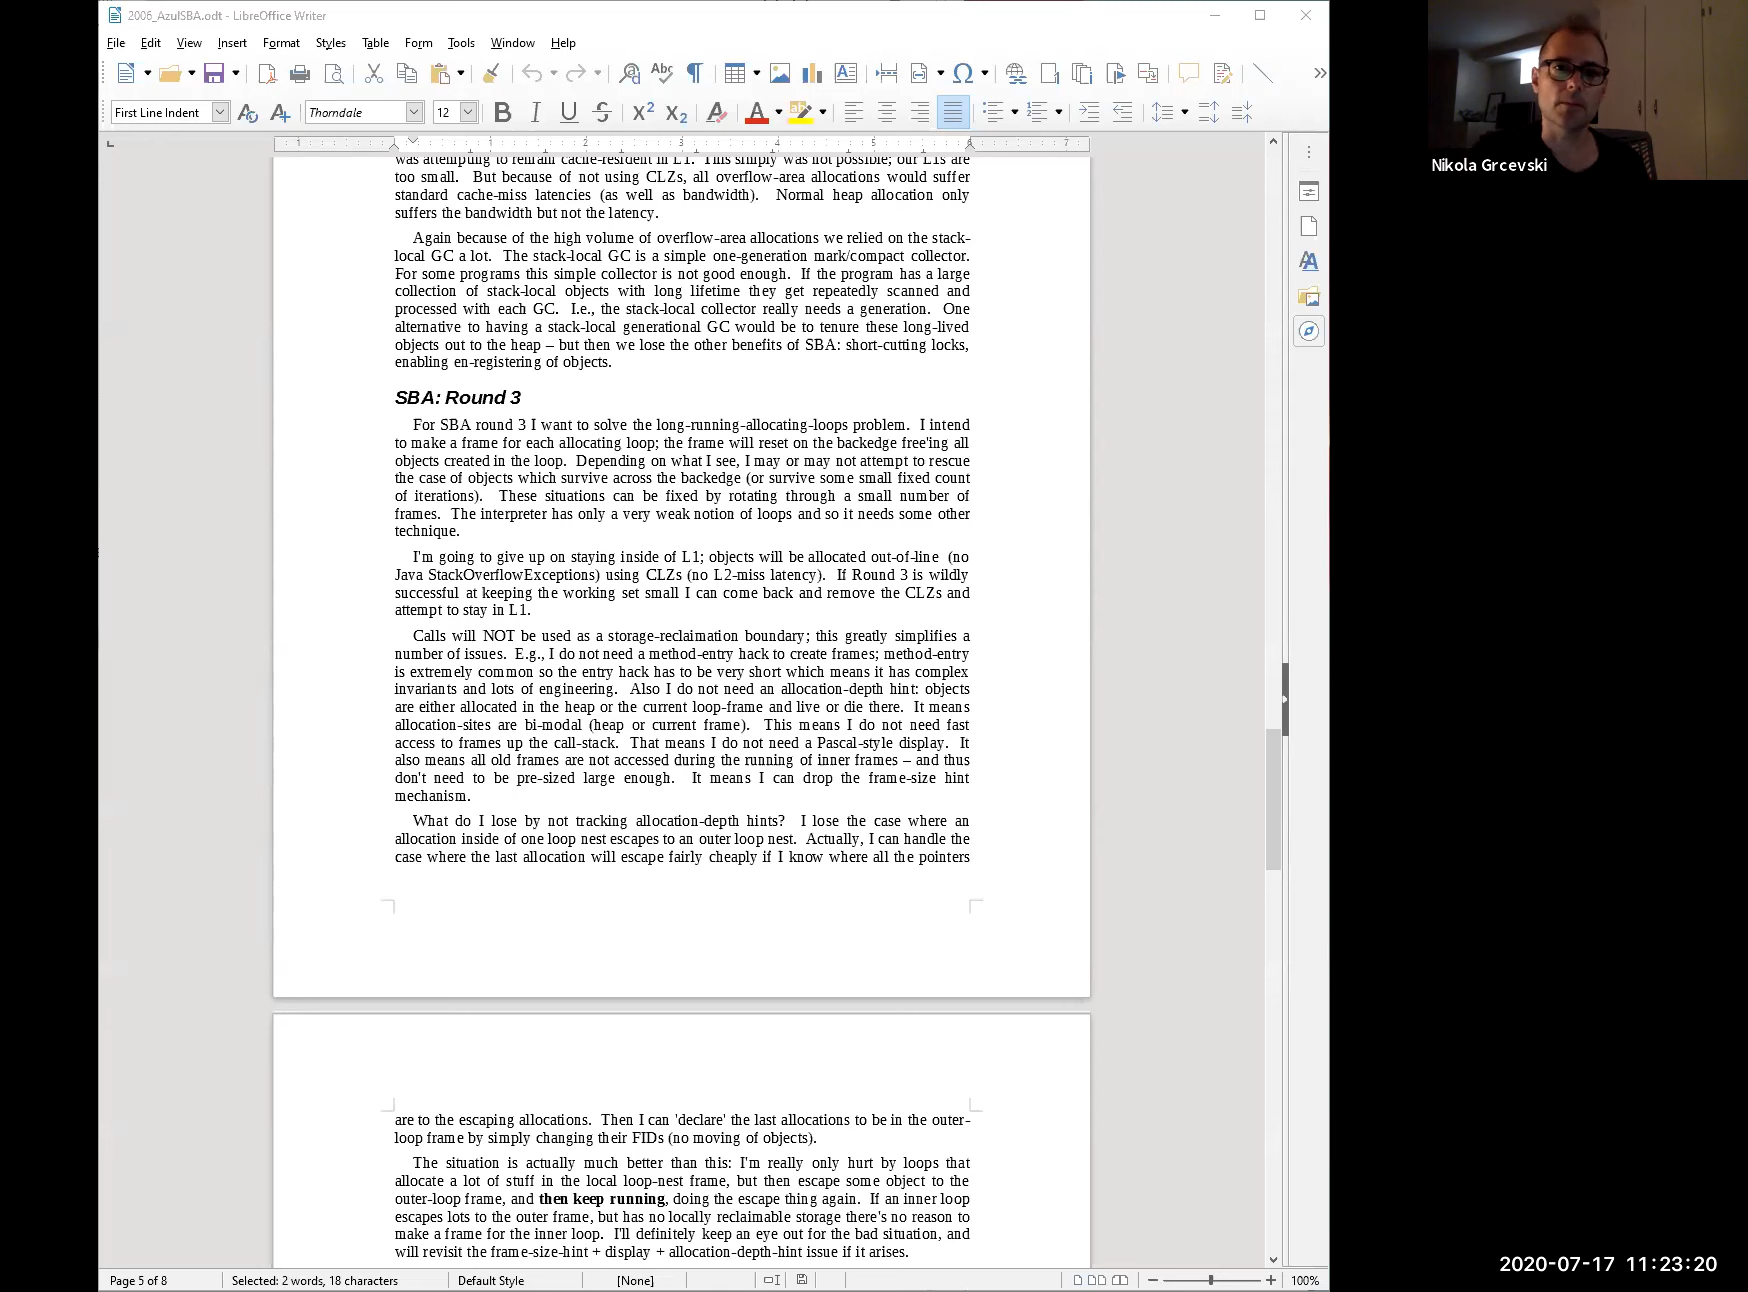 2006_AzulSBA.odt - LibreOffice Writer
File Edit View Insert Format Styles Table Form Tools Window Help
First Line Indent Thorndale 12
was attempting to remain cache-resident in L1. This simply was not possible; our L1s are
too small. But because of not using CLZs, all overflow-area allocations would suffer
standard cache-miss latencies (as well as bandwidth). Normal heap allocation only
suffers the bandwidth but not the latency.
Again because of the high volume of overflow-area allocations we relied on the stack-
local GC a lot. The stack-local GC is a simple one-generation mark/compact collector.
For some programs this simple collector is not good enough. If the program has a large
collection of stack-local objects with long lifetime they get repeatedly scanned and
processed with each GC. I.e., the stack-local collector really needs a generation. One
alternative to having a stack-local generational GC would be to tenure these long-lived
objects out to the heap – but then we lose the other benefits of SBA: short-cutting locks,
enabling en-registering of objects.
SBA: Round 3
For SBA round 3 I want to solve the long-running-allocating-loops problem. I intend
to make a frame for each allocating loop; the frame will reset on the backedge free'ing all
objects created in the loop. Depending on what I see, I may or may not attempt to rescue
the case of objects which survive across the backedge (or survive some small fixed count
of iterations). These situations can be fixed by rotating through a small number of
frames. The interpreter has only a very weak notion of loops and so it needs some other
technique.
I'm going to give up on staying inside of L1; objects will be allocated out-of-line (no
Java StackOverflowExceptions) using CLZs (no L2-miss latency). If Round 3 is wildly
successful at keeping the working set small I can come back and remove the CLZs and
attempt to stay in L1.
Calls will NOT be used as a storage-reclaimation boundary; this greatly simplifies a
number of issues. E.g., I do not need a method-entry hack to create frames; method-entry
is extremely common so the entry hack has to be very short which means it has complex
invariants and lots of engineering. Also I do not need an allocation-depth hint: objects
are either allocated in the heap or the current loop-frame and live or die there. It means
allocation-sites are bi-modal (heap or current frame). This means I do not need fast
access to frames up the call-stack. That means I do not need a Pascal-style display. It
also means all old frames are not accessed during the running of inner frames – and thus
don't need to be pre-sized large enough. It means I can drop the frame-size hint
mechanism.
What do I lose by not tracking allocation-depth hints? I lose the case where an
allocation inside of one loop nest escapes to an outer loop nest. Actually, I can handle the
case where the last allocation will escape fairly cheaply if I know where all the pointers
are to the escaping allocations. Then I can 'declare' the last allocations to be in the outer-
loop frame by simply changing their FIDs (no moving of objects).
The situation is actually much better than this: I'm really only hurt by loops that
allocate a lot of stuff in the local loop-nest frame, but then escape some object to the
outer-loop frame, and then keep running, doing the escape thing again. If an inner loop
escapes lots to the outer frame, but has no locally reclaimable storage there's no reason to
make a frame for the inner loop. I'll definitely keep an eye out for the bad situation, and
will revisit the frame-size-hint + display + allocation-depth-hint issue if it arises.
Page 5 of 8 Selected: 2 words, 18 characters Default Style [None] 100%
Nikola Grcevski
2020-07-17 11:23:20